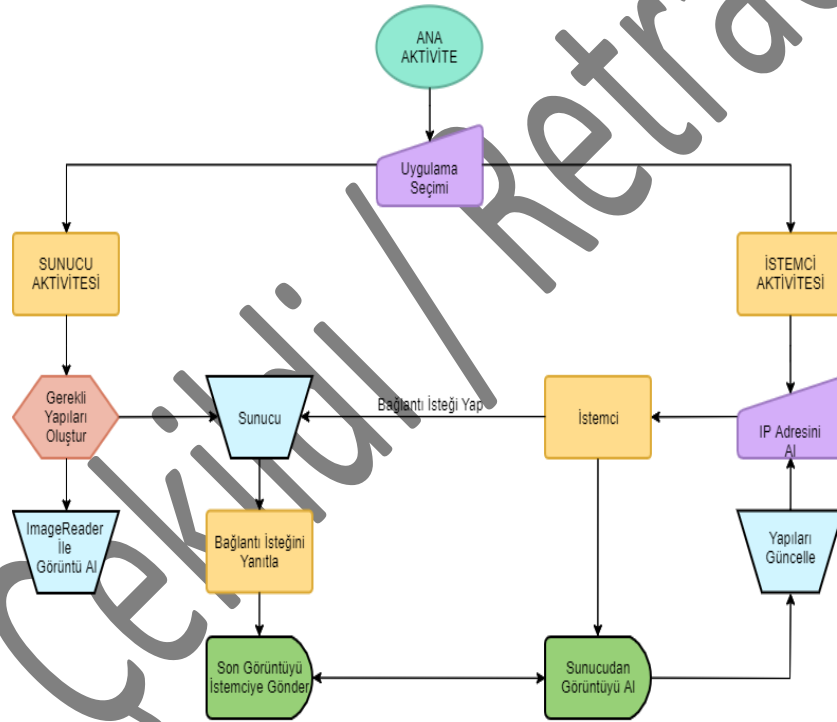 ANA
AKTİVİTE
Uygulama
Seçimi
SUNUCU
AKTİVİTESİ
İSTEMCİ
AKTİVİTESİ
Gerekli
Yapıları
Oluştur
Sunucu
Bağlantı İsteği Yap
İstemci
IP Adresini
Al
ImageReader
İle
Görüntü Al
Bağlantı İsteğini
Yanıtla
Yapıları
Güncelle
Son Görüntüyü
İstemciye Gönder
Sunucudan
Görüntüyü Al
Çekildi / Retra